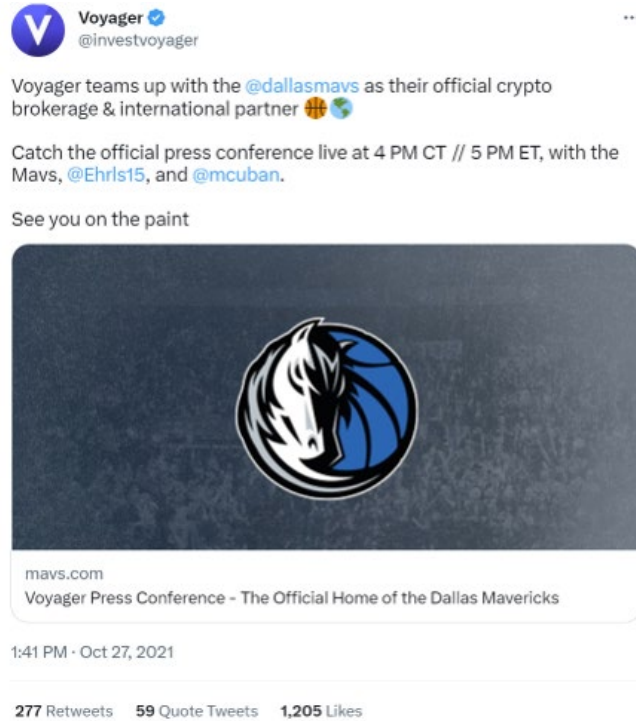 Voyager
@investvoyager
Voyager teams up with the @dallasmavs as their official crypto
brokerage & international partner 🏀🌎
Catch the official press conference live at 4 PM CT // 5 PM ET, with the
Mavs, @Ehrls15, and @mcuban.
See you on the paint
mavs.com
Voyager Press Conference - The Official Home of the Dallas Mavericks
1:41 PM · Oct 27, 2021
277 Retweets 59 Quote Tweets 1,205 Likes